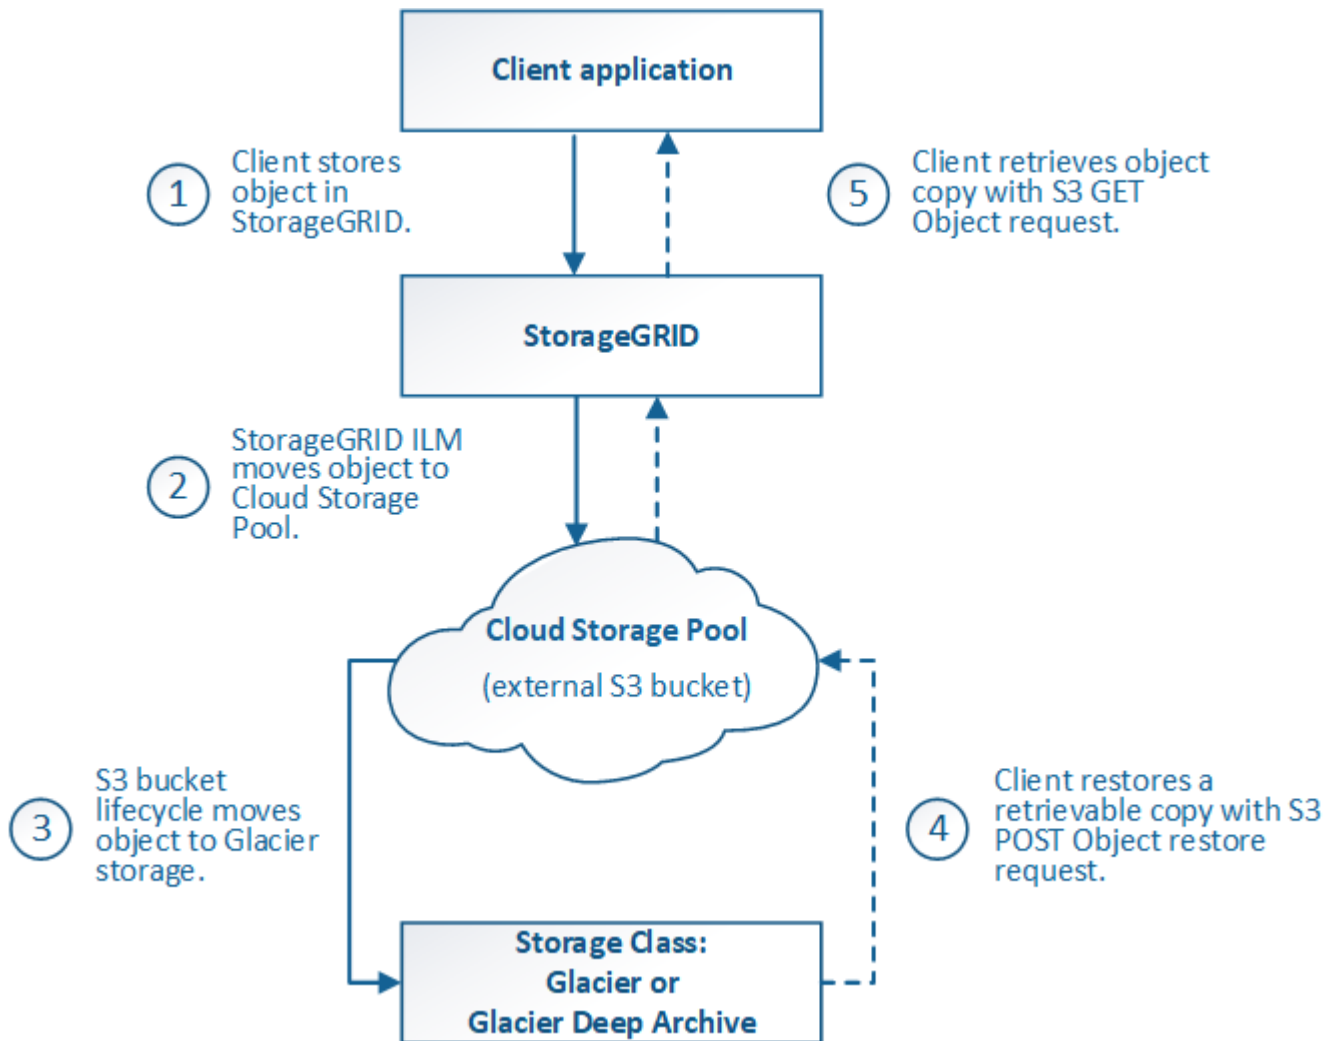 Client application
1
Client stores
object in
StorageGRID.
5
Client retrieves object
copy with S3 GET
Object request.
StorageGRID
2
StorageGRID ILM
moves object to
Cloud Storage
Pool.
Cloud Storage Pool
(external S3 bucket)
3
S3 bucket
lifecycle moves
object to Glacier
storage.
4
Client restores a
retrievable copy with S3
POST Object restore
request.
Storage Class:
Glacier or
Glacier Deep Archive